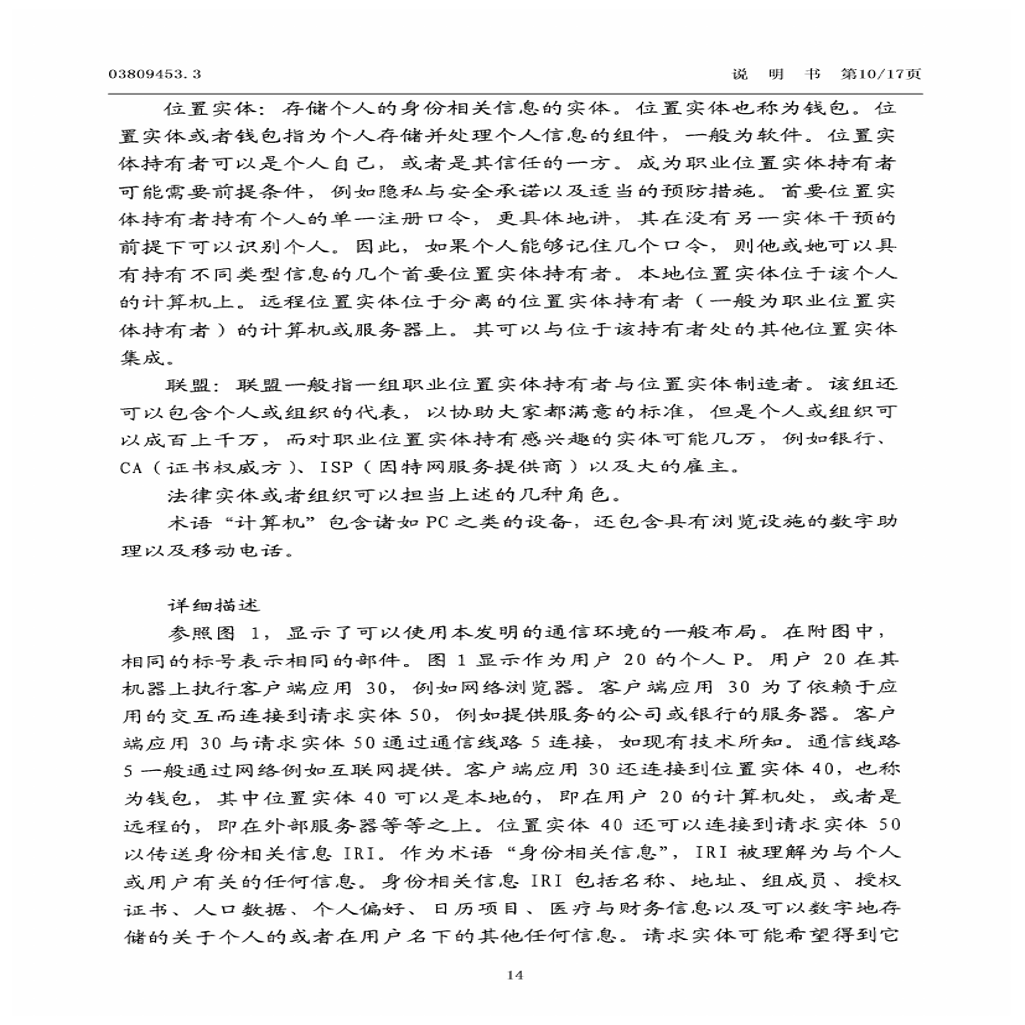 03809453.3 说 明 书 第10/17页
位置实体：存储个人的身份相关信息的实体。位置实体也称为钱包。位
置实体或者钱包指为个人存储并处理个人信息的组件，一般为软件。位置实
体持有者可以是个人自己，或者是其信任的一方。成为职业位置实体持有者
可能需要前提条件，例如隐私与安全承诺以及适当的预防措施。首要位置实
体持有者持有个人的单一注册口令，更具体地讲，其在没有另一实体干预的
前提下可以识别个人。因此，如果个人能够记住几个口令，则他或她可以具
有持有不同类型信息的几个首要位置实体持有者。本地位置实体位于该个人
的计算机上。远程位置实体位于分离的位置实体持有者（一般为职业位置实
体持有者）的计算机或服务器上。其可以与位于该持有者处的其他位置实体
集成。
联盟：联盟一般指一组职业位置实体持有者与位置实体制造者。该组还
可以包含个人或组织的代表，以协助大家都满意的标准，但是个人或组织可
以成百上千万，而对职业位置实体持有感兴趣的实体可能几万，例如银行、
CA（证书权威方）、ISP（因特网服务提供商）以及大的雇主。
法律实体或者组织可以担当上述的几种角色。
术语“计算机”包含诸如 PC 之类的设备，还包含具有浏览设施的数字助
理以及移动电话。
详细描述
参照图 1，显示了可以使用本发明的通信环境的一般布局。在附图中，
相同的标号表示相同的部件。图 1 显示作为用户 20 的个人 P。用户 20 在其
机器上执行客户端应用 30，例如网络浏览器。客户端应用 30 为了依赖于应
用的交互而连接到请求实体 50，例如提供服务的公司或银行的服务器。客户
端应用 30 与请求实体 50 通过通信线路 5 连接，如现有技术所知。通信线路
5 一般通过网络例如互联网提供。客户端应用 30 还连接到位置实体 40，也称
为钱包，其中位置实体 40 可以是本地的，即在用户 20 的计算机处，或者是
远程的，即在外部服务器等等之上。位置实体 40 还可以连接到请求实体 50
以传送身份相关信息 IRI。作为术语“身份相关信息”，IRI 被理解为与个人
或用户有关的任何信息。身份相关信息 IRI 包括名称、地址、组成员、授权
证书、人口数据、个人偏好、日历项目、医疗与财务信息以及可以数字地存
储的关于个人的或者在用户名下的其他任何信息。请求实体可能希望得到它
14